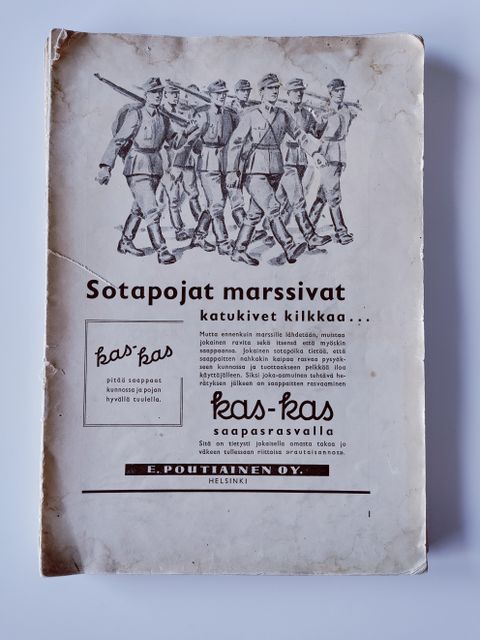 Sotapojat marssivat
katukivet kilkkaa...
kas-kas
pitää saappaat
kunnossa ja pojan
hyvällä tuulella.
Mutta ennenkuin marssille lähdetään, muistaa
jokainen ravita sekä itsensä että myöskin
saappaansa. Jokainen sotapoika tietää, että
saappaitten nahkakin kaipaa rasvaa pysyäk-
seen kunnossa ja tuottaakseen pelkkää iloa
käyttäjälleen. Siksi joka-aamuinen tehtävä he-
rätyksen jälkeen on saappaitten rasvaaminen
kas-kas
saapasrasvalla
Sitä on tietysti jokaisella omasta takaa jo
väkeen tullessaan riittoisa »rautaisannos».
E. POUTIAINEN OY.
HELSINKI
1